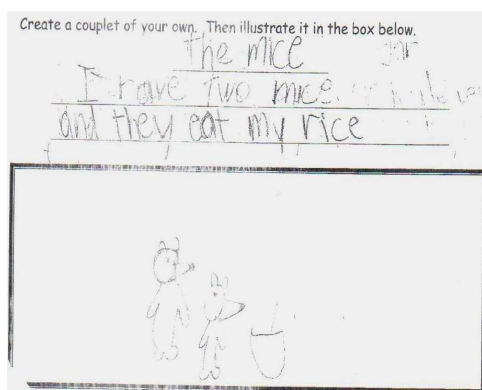 Create a couplet of your own. Then illustrate it in the box below.
the mice
I rave two mice
and they eat my rice